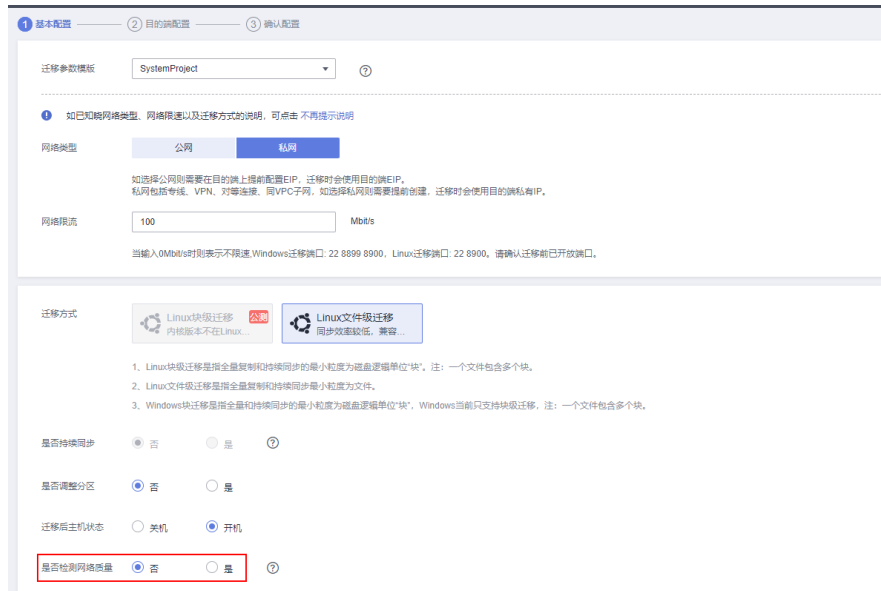 1 基本配置 2 目的端配置 3 确认配置
迁移参数模版 SystemProject ?
! 如已知晓网络类型、网络限速以及迁移方式的说明，可点击 不再提示说明
网络类型 公网 私网
如选择公网则需要在目的端上提前配置EIP，迁移时会使用目的端EIP。
私网包括专线、VPN、对等连接、同VPC子网，如选择私网则需要提前创建，迁移时会使用目的端私有IP。
网络限流 100 Mbit/s
当输入0Mbit/s时则表示不限速,Windows迁移端口: 22 8899 8900，Linux迁移端口: 22 8900。请确认迁移前已开放端口。
迁移方式 Linux块级迁移 公测 Linux文件级迁移
内核版本不在Linux... 同步效率较低，兼容...
1、Linux块级迁移是指全量复制和持续同步的最小粒度为磁盘逻辑单位“块”。注：一个文件包含多个块。
2、Linux文件级迁移是指全量复制和持续同步最小粒度为文件。
3、Windows块迁移是指全量和持续同步的最小粒度为磁盘逻辑单位“块”，Windows当前只支持块级迁移，注：一个文件包含多个块。
是否持续同步 否 是 ?
是否调整分区 否 是
迁移后主机状态 关机 开机
是否检测网络质量 否 是 ?